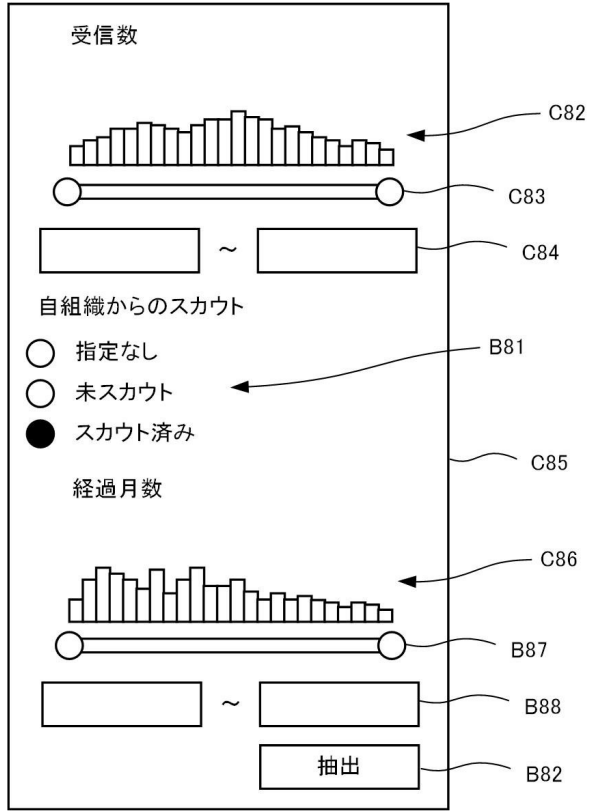 受信数
C82
C83
～
C84
自組織からのスカウト
指定なし
B81
未スカウト
スカウト済み
C85
経過月数
C86
B87
～
B88
抽出
B82